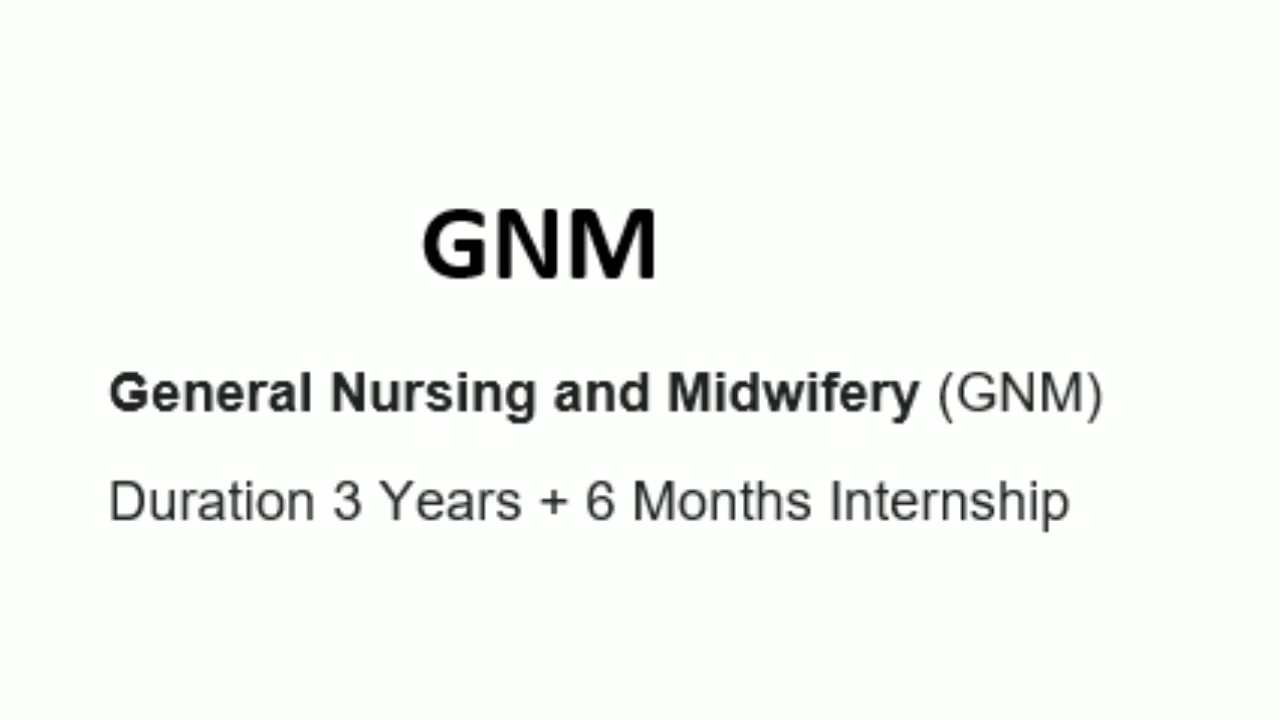 GNM
General Nursing and Midwifery (GNM)
Duration 3 Years + 6 Months Internship